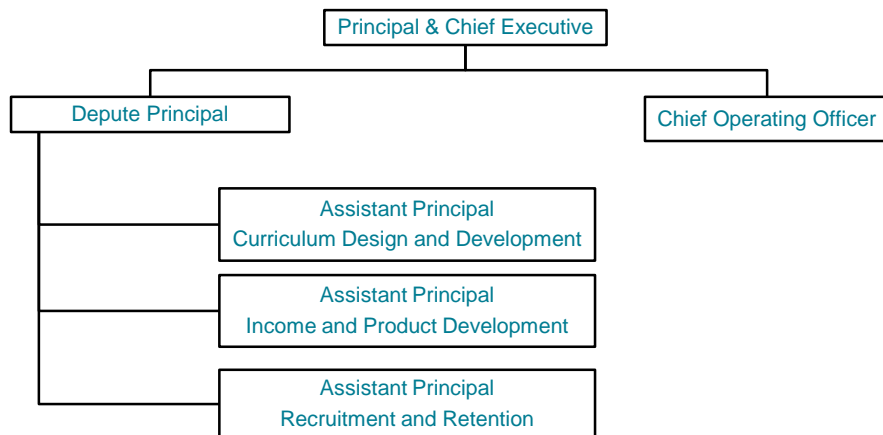 Principal & Chief Executive
Depute Principal
Chief Operating Officer
Assistant Principal
Curriculum Design and Development
Assistant Principal
Income and Product Development
Assistant Principal
Recruitment and Retention